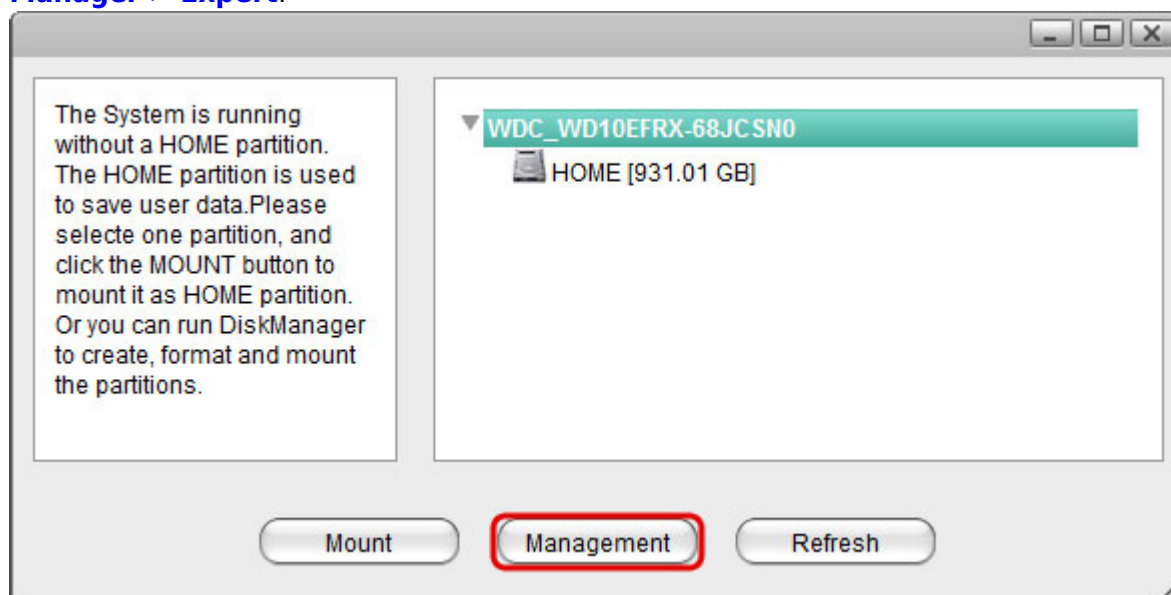 Manager > Expert.
The System is running
without a HOME partition.
The HOME partition is used
to save user data.Please
selecte one partition, and
click the MOUNT button to
mount it as HOME partition.
Or you can run DiskManager
to create, format and mount
the partitions.
WDC_WD10EFRX-68JCSN0
HOME [931.01 GB]
Mount
Management
Refresh